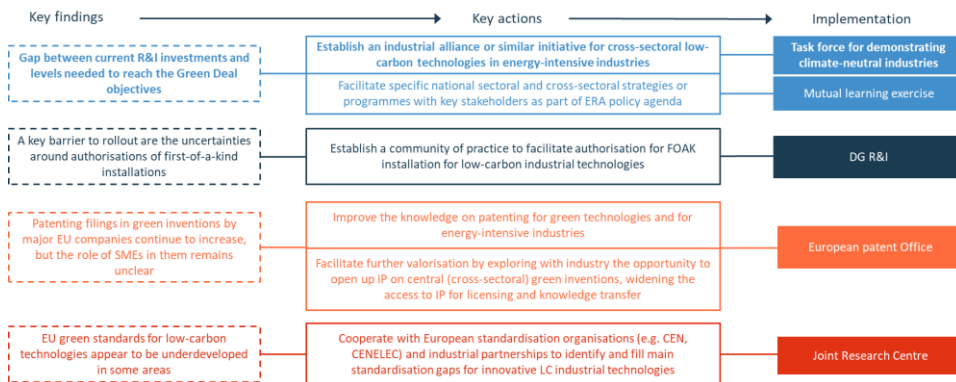 Key findings
Key actions
Implementation
Gap between current R&I investments and
levels needed to reach the Green Deal
objectives
Establish an industrial alliance or similar initiative for cross-sectoral low-
carbon technologies in energy-intensive industries
Task force for demonstrating
climate-neutral industries
Facilitate specific national sectoral and cross-sectoral strategies or
programmes with key stakeholders as part of ERA policy agenda
Mutual learning exercise
A key barrier to rollout are the uncertainties
around authorisations of first-of-a-kind
installations
Establish a community of practice to facilitate authorisation for FOAK
installation for low-carbon industrial technologies
DG R&I
Patenting filings in green inventions by
major EU companies continue to increase,
but the role of SMEs in them remains
unclear
Improve the knowledge on patenting for green technologies and for
energy-intensive industries
Facilitate further valorisation by exploring with industry the opportunity to
open up IP on central (cross-sectoral) green inventions, widening the
access to IP for licensing and knowledge transfer
European patent Office
EU green standards for low-carbon
technologies appear to be underdeveloped
in some areas
Cooperate with European standardisation organisations (e.g. CEN,
CENELEC) and industrial partnerships to identify and fill main
standardisation gaps for innovative LC industrial technologies
Joint Research Centre